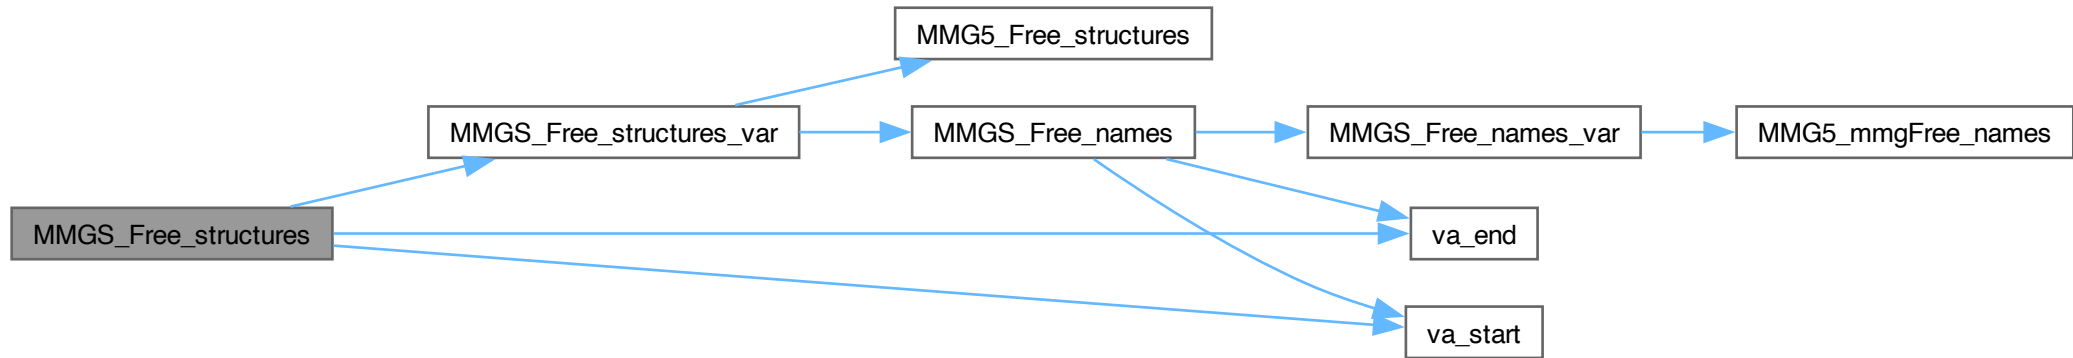 MMG5_Free_structures
MMGS_Free_structures_var
MMGS_Free_names
MMGS_Free_names_var
MMG5_mmgFree_names
MMGS_Free_structures
va_end
va_start